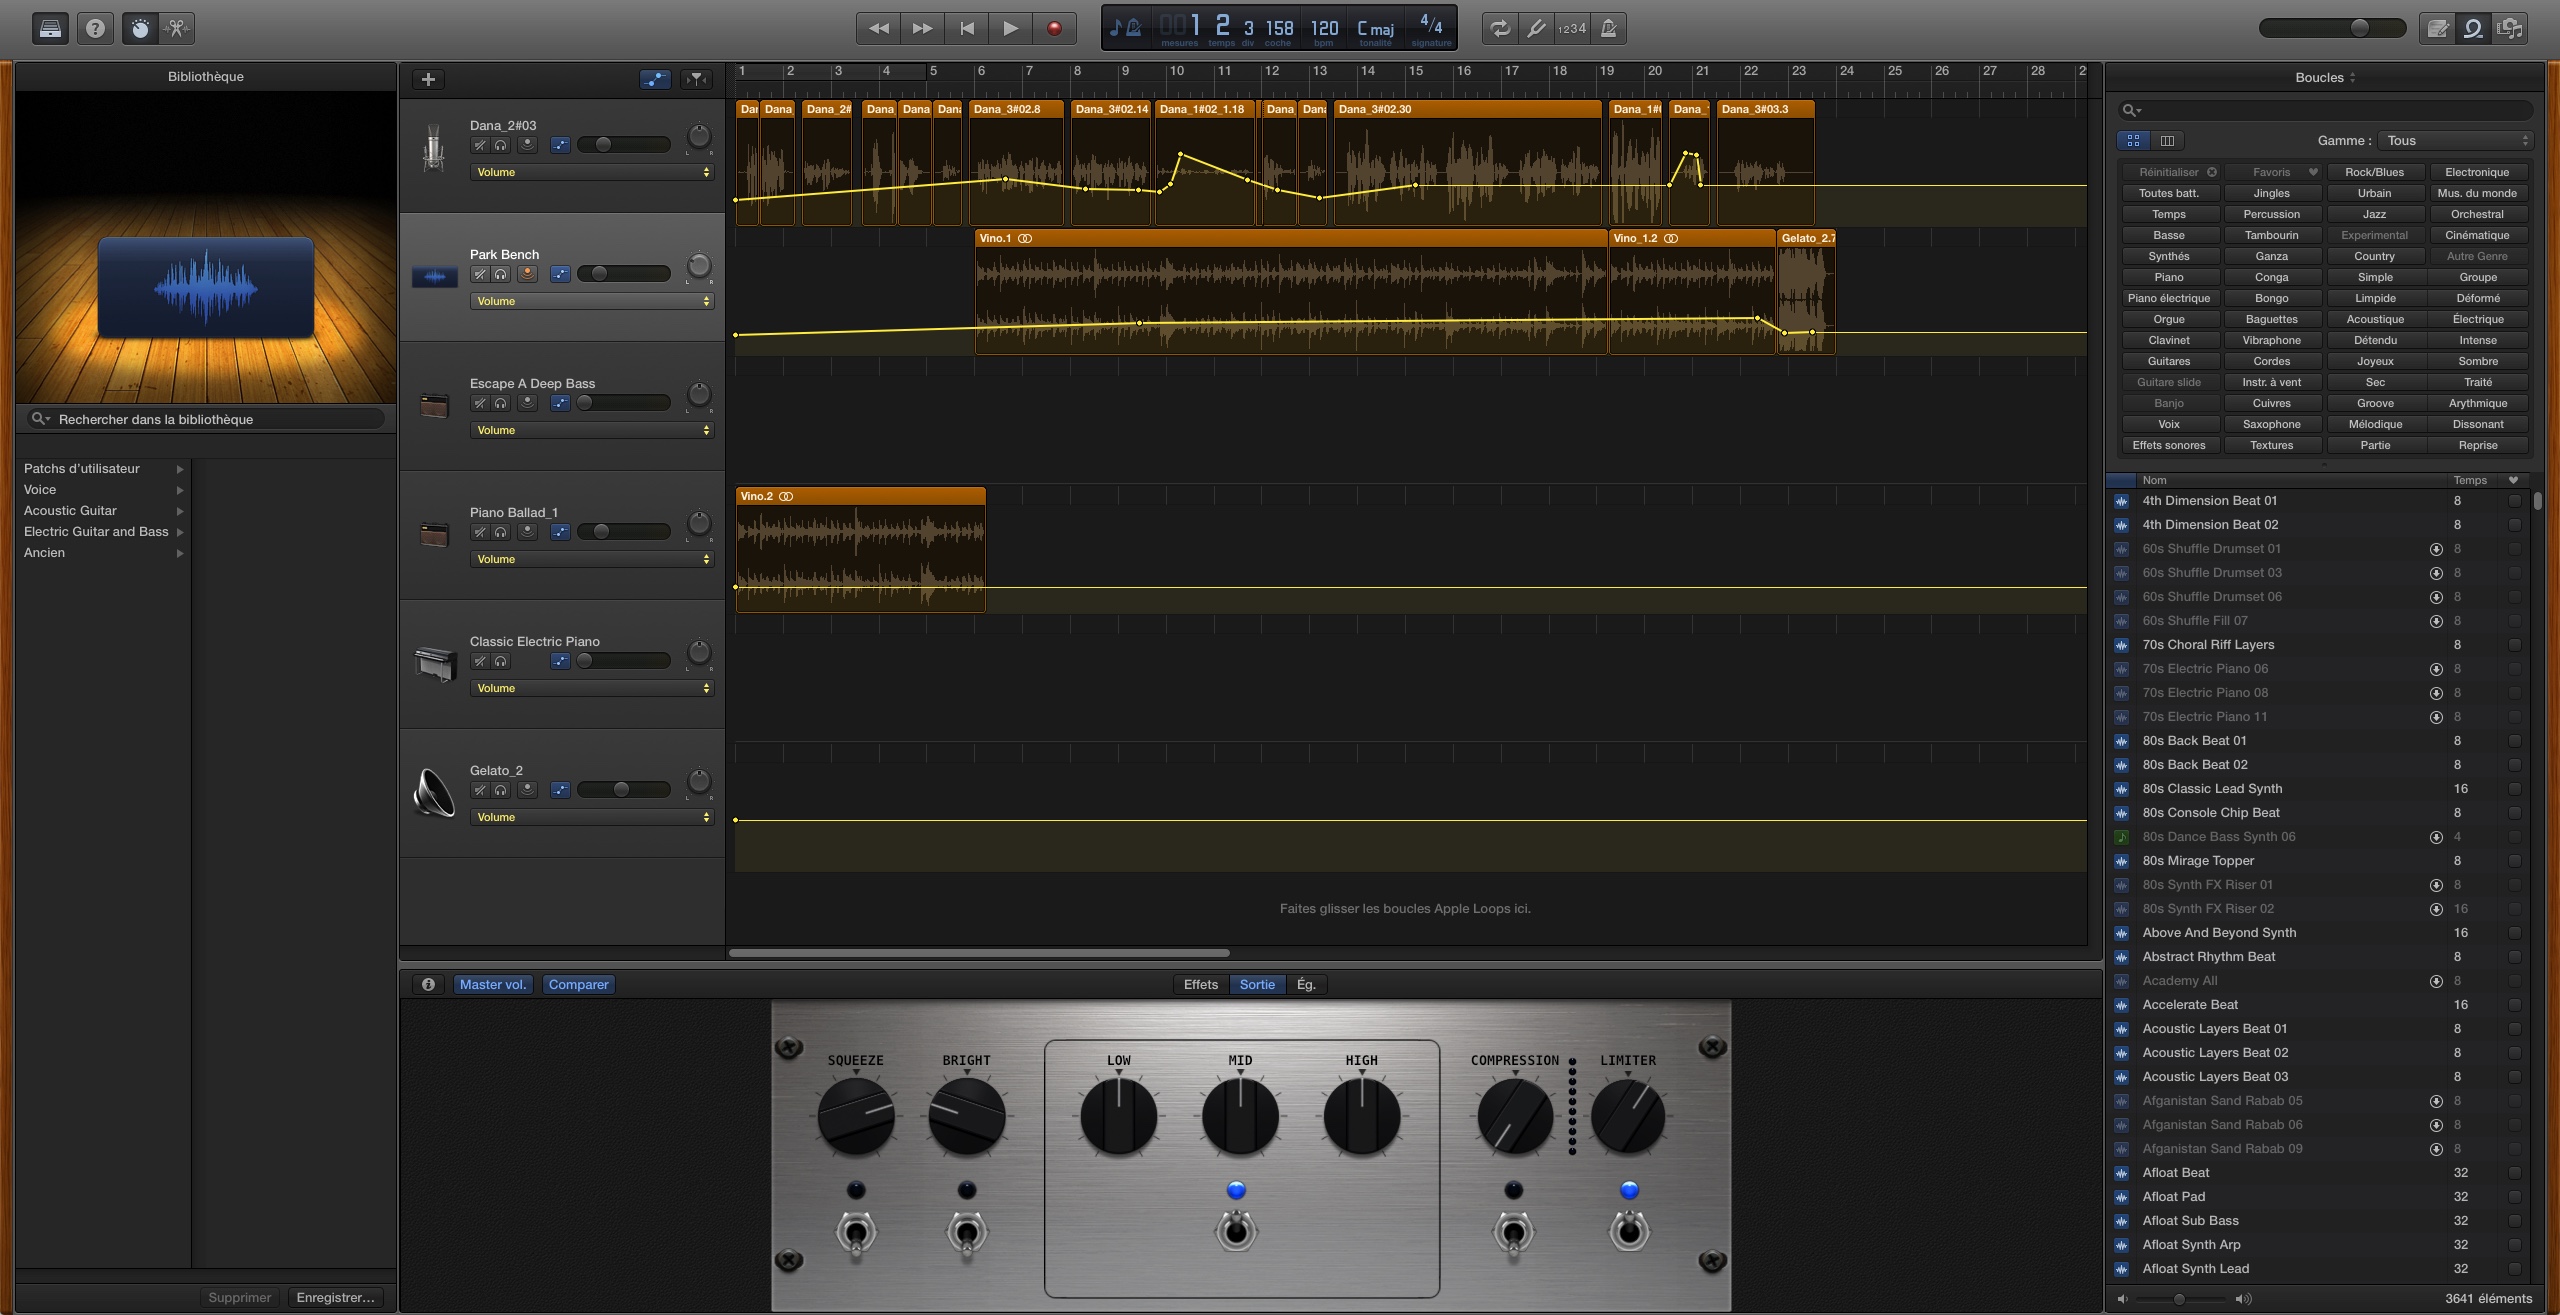 1 2 3 158 120 C maj 4/4
mesures temps div coche bpm tonalité signature
1234
Bibliothèque
Rechercher dans la bibliothèque
Patchs d'utilisateur
Voice
Acoustic Guitar
Electric Guitar and Bass
Ancien
Supprimer Enregistrer...
1 2 3 4 5 6 7 8 9 10 11 12 13 14 15 16 17 18 19 20 21 22 23 24 25 26 27 28 2
Dana_2#03
Volume
Park Bench
Volume
Escape A Deep Bass
Volume
Piano Ballad_1
Volume
Classic Electric Piano
Volume
Gelato_2
Volume
L R
Dan Dana Dana_2# Dana Dana Dana Dana_3#02.8 Dana_3#02.14 Dana_1#02_1.18 Dana Dana Dana_3#02.30 Dana_1# Dana_ Dana_3#03.3
Vino.1 Vino_1.2 Gelato_2.7
Vino.2
Faites glisser les boucles Apple Loops ici.
Master vol. Comparer Effets Sortie Ég.
SQUEEZE BRIGHT LOW MID HIGH COMPRESSION LIMITER
Boucles
Gamme : Tous
Réinitialiser Favoris Rock/Blues Electronique
Toutes batt. Jingles Urbain Mus. du monde
Temps Percussion Jazz Orchestral
Basse Tambourin Experimental Cinématique
Synthés Ganza Country Autre Genre
Piano Conga Simple Groupe
Piano électrique Bongo Limpide Déformé
Orgue Baguettes Acoustique Électrique
Clavinet Vibraphone Détendu Intense
Guitares Cordes Joyeux Sombre
Guitare slide Instr. à vent Sec Traité
Banjo Cuivres Groove Arythmique
Voix Saxophone Mélodique Dissonant
Effets sonores Textures Partie Reprise
Nom Temps
4th Dimension Beat 01 8
4th Dimension Beat 02 8
60s Shuffle Drumset 01 8
60s Shuffle Drumset 03 8
60s Shuffle Drumset 06 8
60s Shuffle Fill 07 8
70s Choral Riff Layers 8
70s Electric Piano 06 8
70s Electric Piano 08 8
70s Electric Piano 11 8
80s Back Beat 01 8
80s Back Beat 02 8
80s Classic Lead Synth 16
80s Console Chip Beat 8
80s Dance Bass Synth 06 4
80s Mirage Topper 8
80s Synth FX Riser 01 8
80s Synth FX Riser 02 16
Above And Beyond Synth 16
Abstract Rhythm Beat 8
Academy All 8
Accelerate Beat 16
Acoustic Layers Beat 01 8
Acoustic Layers Beat 02 8
Acoustic Layers Beat 03 8
Afganistan Sand Rabab 05 8
Afganistan Sand Rabab 06 8
Afganistan Sand Rabab 09 8
Afloat Beat 32
Afloat Pad 32
Afloat Sub Bass 32
Afloat Synth Arp 32
Afloat Synth Lead 32
3641 éléments